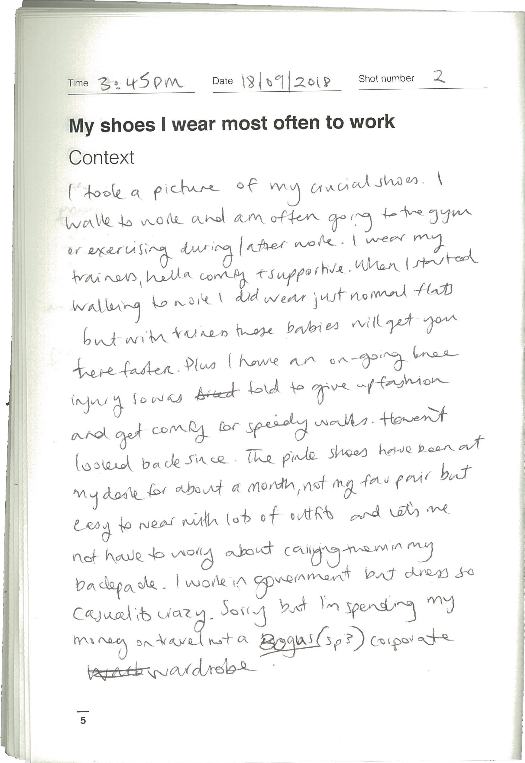 Time 3:45pm Date 18/09/2018 Shot number 2
My shoes I wear most often to work
Context
I took a picture of my crucial shoes. I
walk to work and am often going to the gym
or exercising during/after work. I wear my
trainers, hella comfy + supportive. When I started
walking to work I did wear just normal flats
but with trainers these babies will get you
there faster. Plus I have an on-going knee
injury so was told to give up fashion
and get comfy for speedy walks. Haven't
looked back since. The pink shoes have been at
my desk for about a month, not my fav pair but
easy to wear with lots of outfits and let's me
not have to worry about carrying them in my
backpack. I work in government but dress so
casual it's crazy. Sorry but I'm spending my
money on travel not a Bogus (sp?) corporate
wardrobe.
5